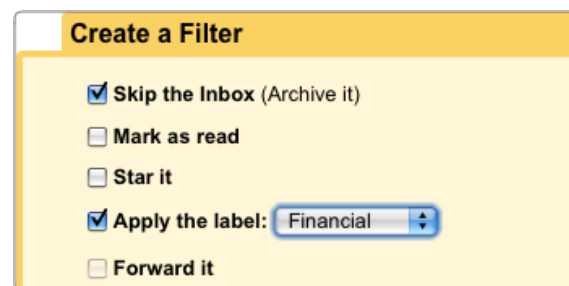 Create a Filter
Skip the Inbox (Archive it)
Mark as read
Star it
Apply the label: Financial
Forward it